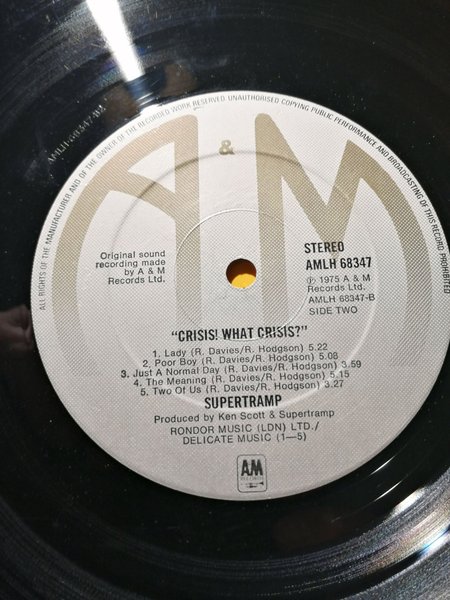 ALL RIGHTS OF THE MANUFACTURER AND OF THE OWNER OF THE RECORDED WORK RESERVED UNAUTHORISED COPYING PUBLIC PERFORMANCE AND BROADCASTING OF THIS RECORD PROHIBITED
A & M
Original sound
recording made
by A & M
Records Ltd.
STEREO
AMLH 68347
℗ 1975 A & M
Records Ltd.
AMLH 68347-B
SIDE TWO
"CRISIS! WHAT CRISIS?"
1. Lady (R. Davies/R. Hodgson) 5.22
2. Poor Boy (R. Davies/R. Hodgson) 5.08
3. Just A Normal Day (R. Davies/R. Hodgson) 3.59
4. The Meaning (R. Davies/R. Hodgson) 5.15
5. Two Of Us (R. Davies/R. Hodgson) 3.27
SUPERTRAMP
Produced by Ken Scott & Supertramp
RONDOR MUSIC (LDN) LTD./
DELICATE MUSIC (1—5)
AM
RECORDS